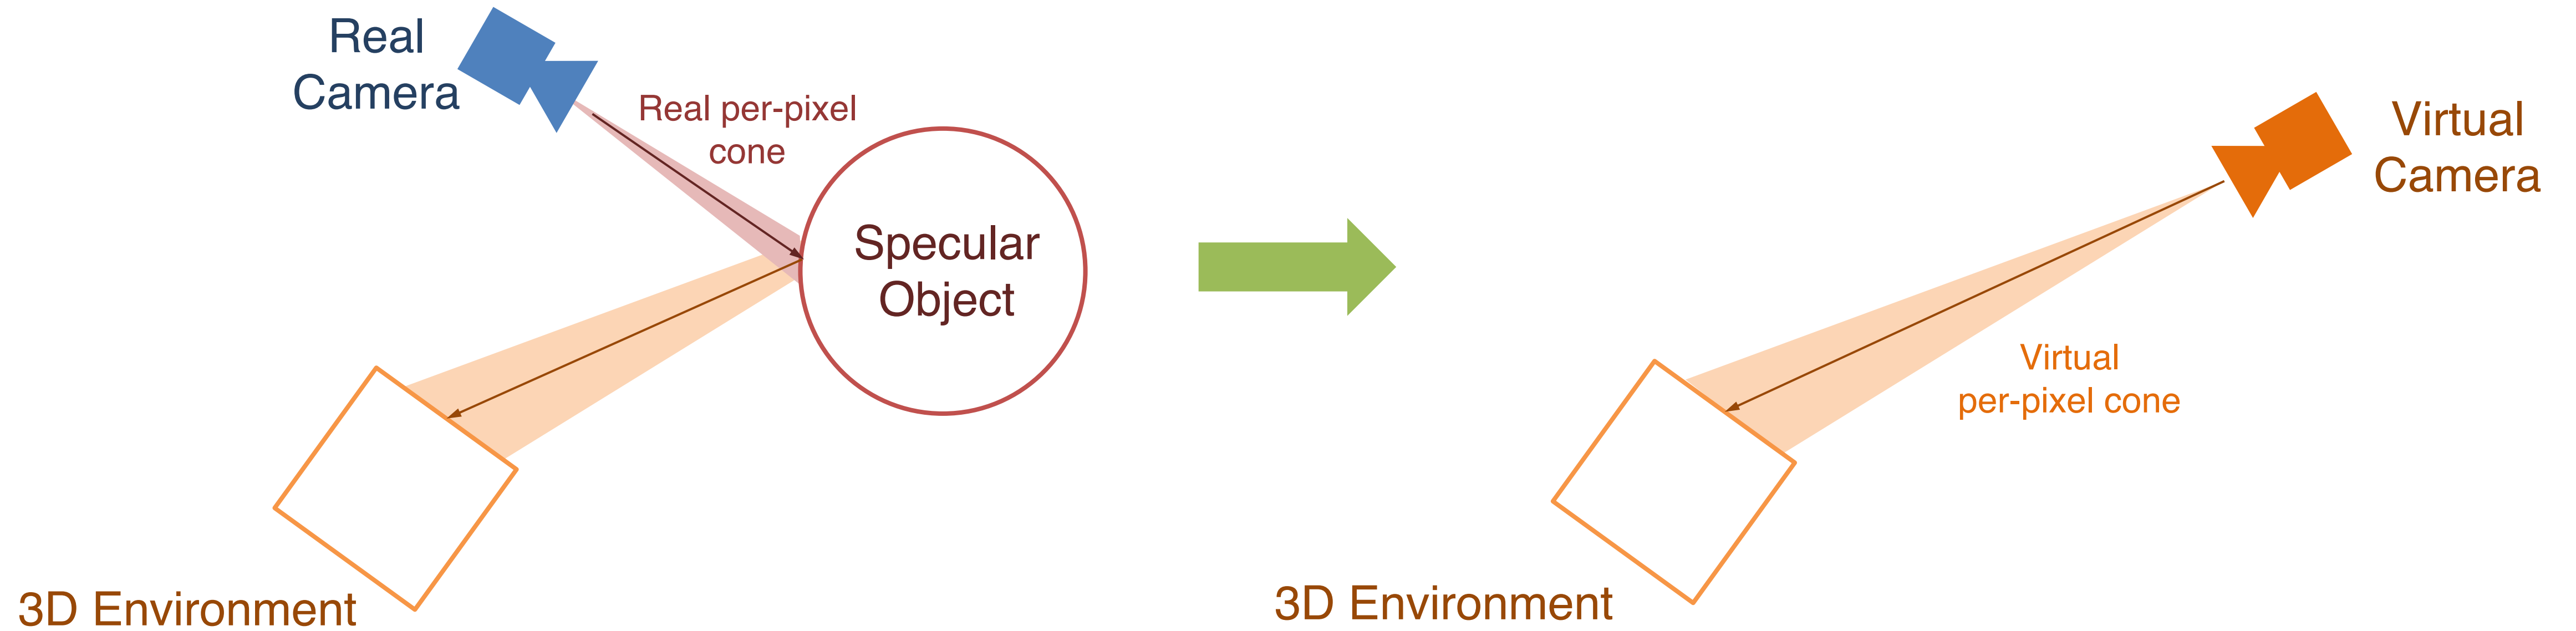 Real
Camera
Real per-pixel
cone
Specular
Object
3D Environment
Virtual
Camera
Virtual
per-pixel cone
3D Environment